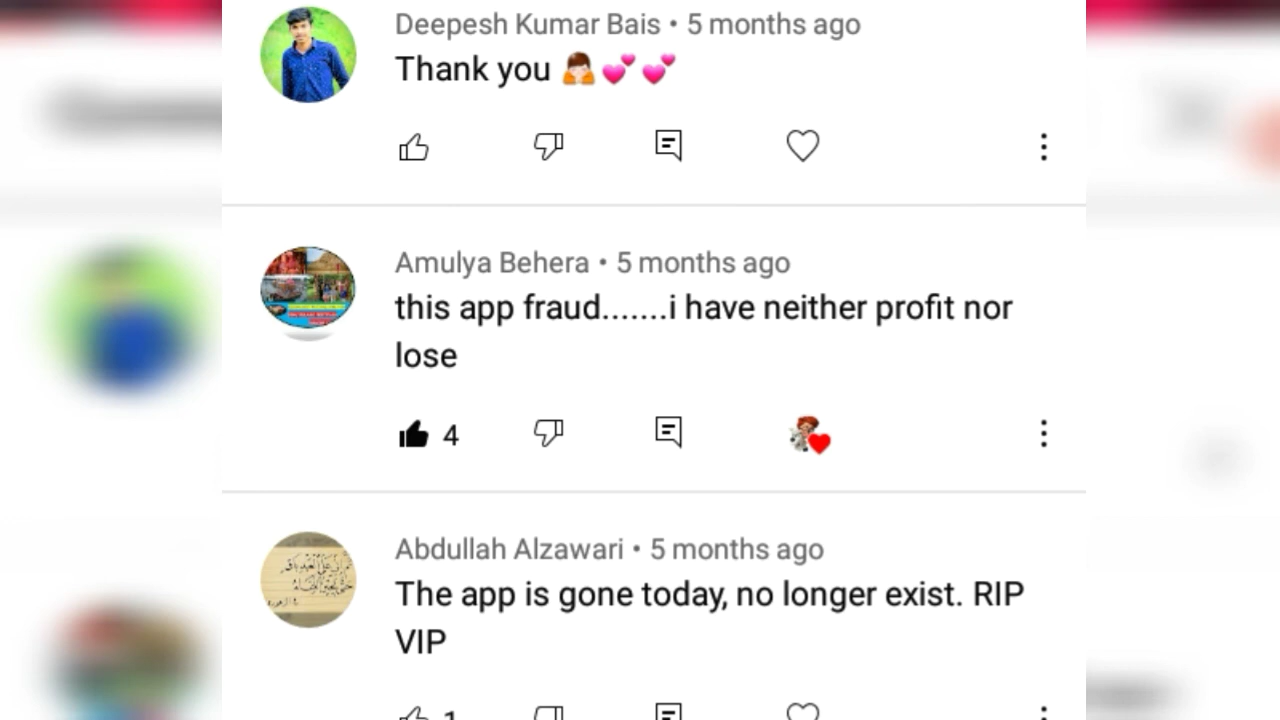 Deepesh Kumar Bais • 5 months ago
Thank you 🙏💕💕
Amulya Behera • 5 months ago
this app fraud.......i have neither profit nor
lose
4
Abdullah Alzawari • 5 months ago
The app is gone today, no longer exist. RIP
VIP
1